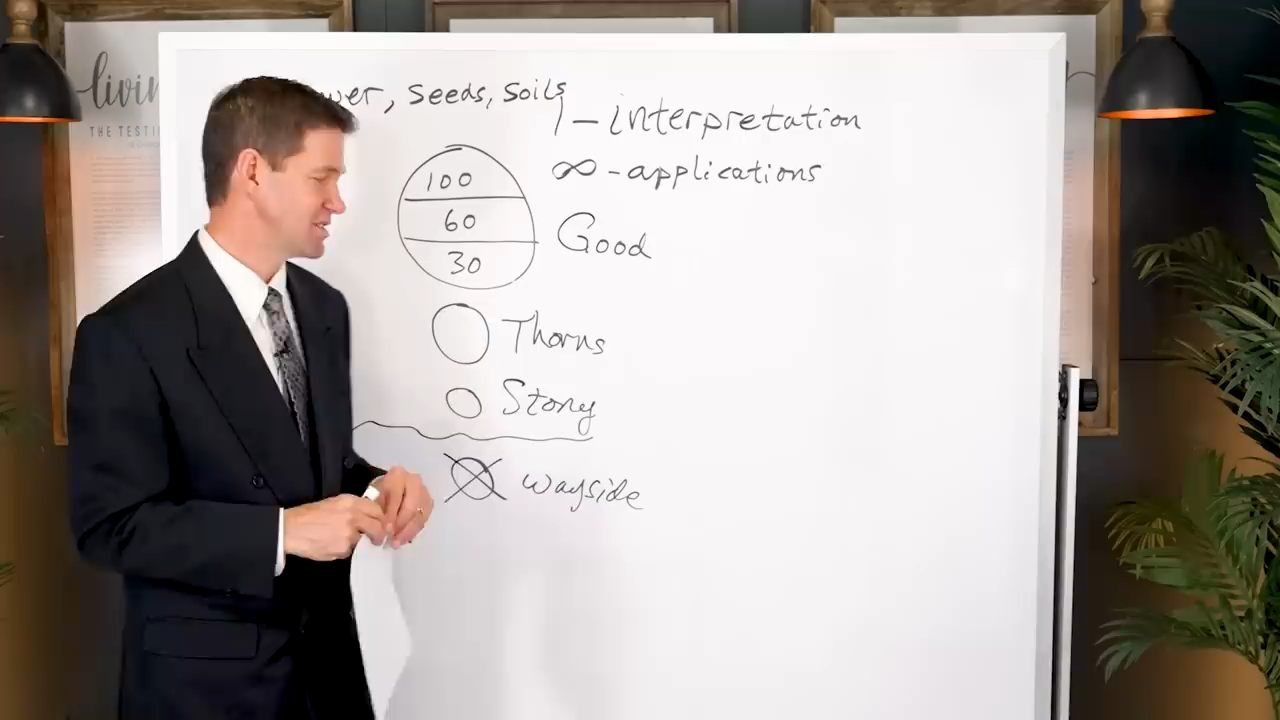 wer, Seeds, Soils
1 - interpretation
∞ - applications
100
60
30
Good
Thorns
Stony
wayside
livin
THE TESTI